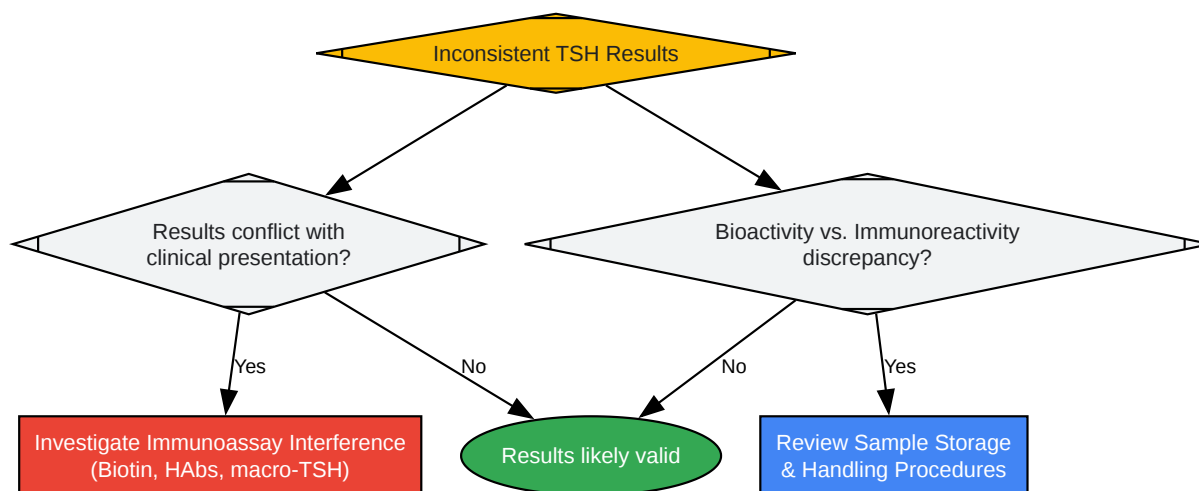 Inconsistent TSH Results
Results conflict with
clinical presentation?
Bioactivity vs. Immunoreactivity
discrepancy?
Yes
No
No
Yes
Investigate Immunoassay Interference
(Biotin, HAbs, macro-TSH)
Results likely valid
Review Sample Storage
& Handling Procedures